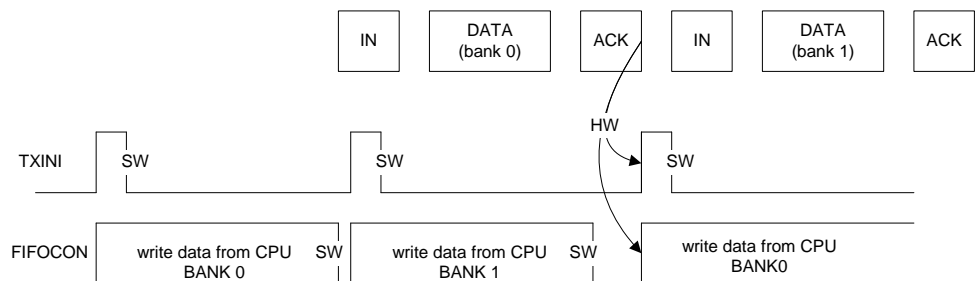 IN
DATA
(bank 0)
ACK
IN
DATA
(bank 1)
ACK
HW
TXINI
SW
SW
SW
FIFOCON
write data from CPU
BANK 0
SW
write data from CPU
BANK 1
SW
write data from CPU
BANK0